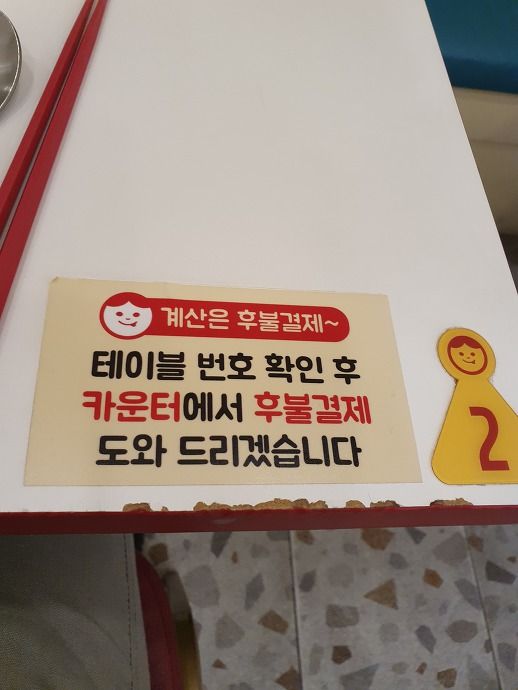 계산은 후불결제~
테이블 번호 확인 후
카운터에서 후불결제
도와 드리겠습니다
2